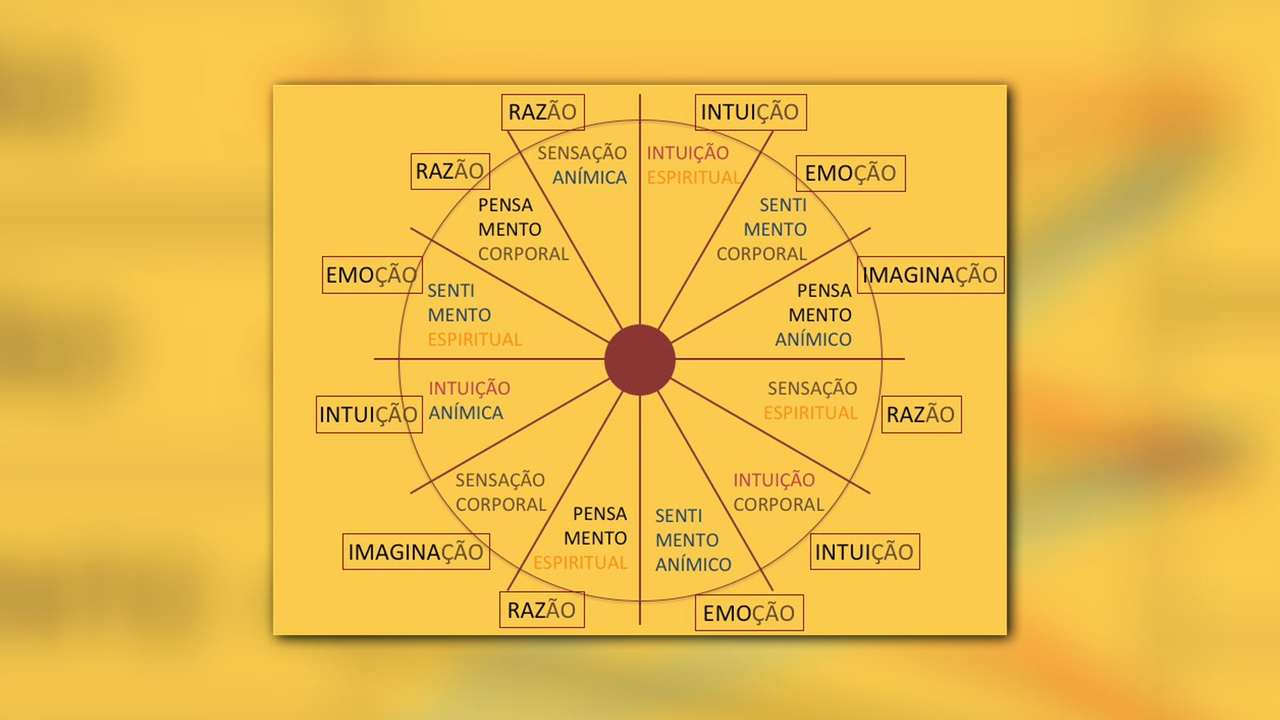 RAZÃO
INTUIÇÃO
SENSAÇÃO
ANÍMICA
INTUIÇÃO
ESPIRITUAL
RAZÃO
EMOÇÃO
PENSA
MENTO
CORPORAL
SENTI
MENTO
CORPORAL
EMOÇÃO
IMAGINAÇÃO
SENTI
MENTO
ESPIRITUAL
PENSA
MENTO
ANÍMICO
INTUIÇÃO
ANÍMICA
SENSAÇÃO
ESPIRITUAL
INTUIÇÃO
RAZÃO
SENSAÇÃO
CORPORAL
INTUIÇÃO
CORPORAL
PENSA
MENTO
ESPIRITUAL
SENTI
MENTO
ANÍMICO
IMAGINAÇÃO
INTUIÇÃO
RAZÃO
EMOÇÃO